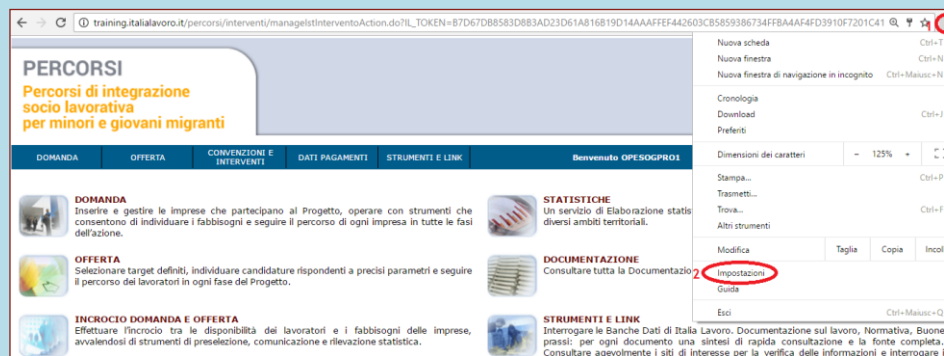 training.italialavoro.it/percorsi/interventi/manageIstInterventoAction.do?IL_TOKEN=B7D67DB8583D883AD23D61A816B19D14AAAFFEF442603CB5859386734FFBA4AF4FD3910F7201C41
1
PERCORSI
Percorsi di integrazione
socio lavorativa
per minori e giovani migranti
DOMANDA OFFERTA CONVENZIONI E INTERVENTI DATI PAGAMENTI STRUMENTI E LINK Benvenuto OPESOGPRO1
DOMANDA
Inserire e gestire le imprese che partecipano al Progetto, operare con strumenti che
consentono di individuare i fabbisogni e seguire il percorso di ogni impresa in tutte le fasi
dell'azione.
OFFERTA
Selezionare target definiti, individuare candidature rispondenti a precisi parametri e seguire
il percorso dei lavoratori in ogni fase del Progetto.
INCROCIO DOMANDA E OFFERTA
Effettuare l'incrocio tra le disponibilità dei lavoratori e i fabbisogni delle imprese,
avvalendosi di strumenti di preselezione, comunicazione e rilevazione statistica.
STATISTICHE
Un servizio di Elaborazione statis
diversi ambiti territoriali.
DOCUMENTAZIONE
Consultare tutta la Documentazio
STRUMENTI E LINK
Interrogare le Banche Dati di Italia Lavoro. Documentazione sul lavoro, Normativa, Buone
prassi: per ogni documento una sintesi di rapida consultazione e la fonte completa.
Consultare agevolmente i siti di interesse per la verifica delle informazioni e interrogare i
Nuova scheda Ctrl+T
Nuova finestra Ctrl+N
Nuova finestra di navigazione in incognito Ctrl+Maiusc+N
Cronologia
Download Ctrl+J
Preferiti
Dimensioni dei caratteri - 125% +
Stampa... Ctrl+P
Trasmetti...
Trova... Ctrl+F
Altri strumenti
Modifica Taglia Copia Incol
2 Impostazioni
Guida
Esci Ctrl+Maiusc+Q